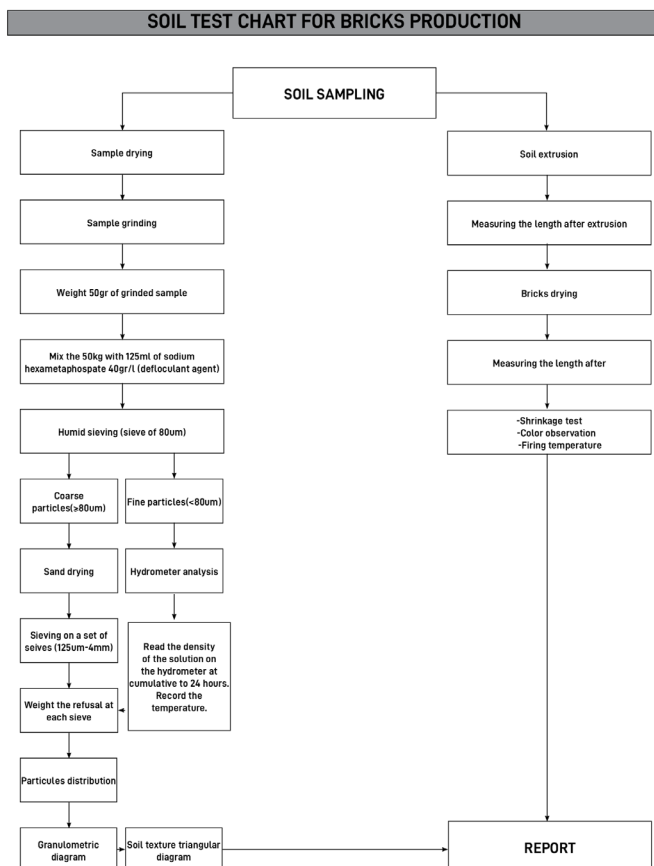 SOIL TEST CHART FOR BRICKS PRODUCTION
SOIL SAMPLING
Sample drying
Sample grinding
Weight 50gr of grinded sample
Mix the 50kg with 125ml of sodium
hexametaphospate 40gr/l (defloculant agent)
Humid sieving (sieve of 80um)
Coarse
particles(≥80um)
Fine particles(<80um)
Sand drying
Hydrometer analysis
Sieving on a set of
seives (125um-4mm)
Read the density
of the solution on
the hydrometer at
cumulative to 24 hours.
Record the
temperature.
Weight the refusal at
each sieve
Particules distribution
Granulometric
diagram
Soil texture triangular
diagram
Soil extrusion
Measuring the length after extrusion
Bricks drying
Measuring the length after
-Shrinkage test
-Color observation
-Firing temperature
REPORT